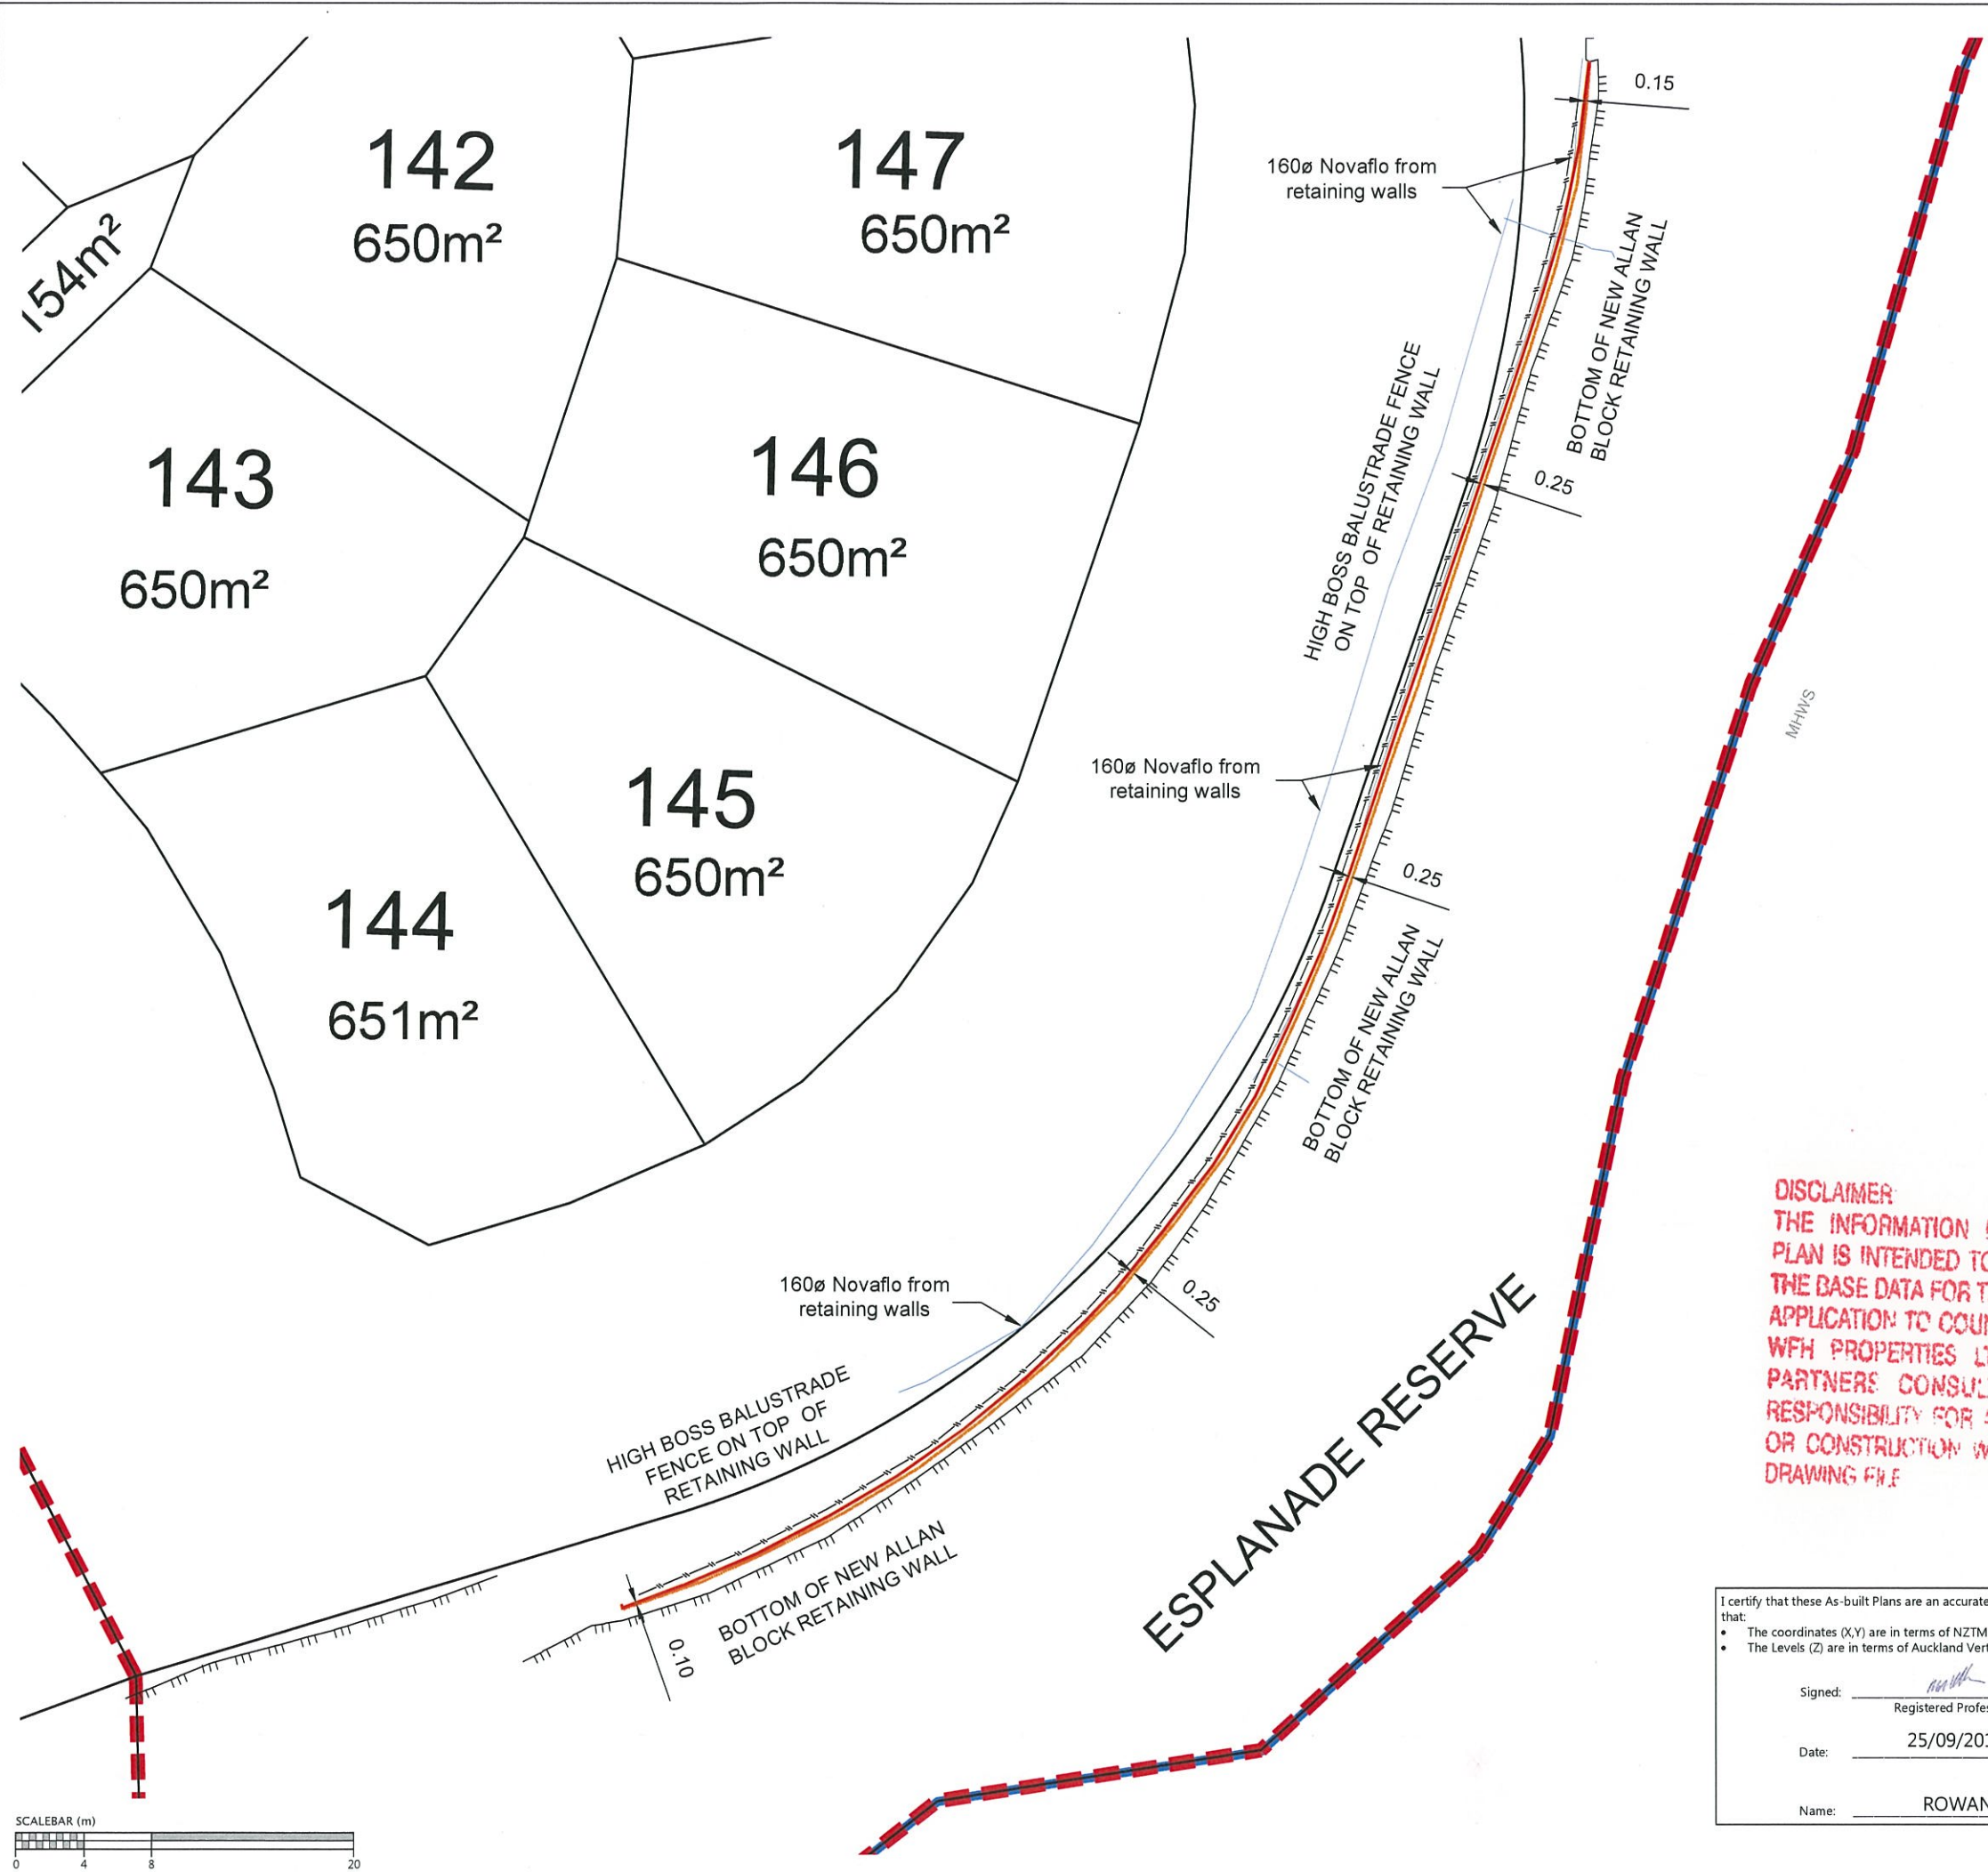 142
650m²
147
650m²
54m²
143
650m²
146
650m²
145
650m²
144
651m²
0.15
160ø Novaflo from
retaining walls
BOTTOM OF NEW ALLAN
BLOCK RETAINING WALL
HIGH BOSS BALUSTRADE FENCE
ON TOP OF RETAINING WALL
0.25
MHWS
160ø Novaflo from
retaining walls
0.25
BOTTOM OF NEW ALLAN
BLOCK RETAINING WALL
160ø Novaflo from
retaining walls
0.25
HIGH BOSS BALUSTRADE
FENCE ON TOP OF
RETAINING WALL
BOTTOM OF NEW ALLAN
BLOCK RETAINING WALL
0.10
ESPLANADE RESERVE
DISCLAIMER
THE INFORMATION
PLAN IS INTENDED TO
THE BASE DATA FOR
APPLICATION TO
WFH PROPERTIES
PARTNERS
RESPONSIBILITY FOR
OR CONSTRUCTION
DRAWING FILE
I certify that these As-built Plans are an accurate
that:
• The coordinates (X,Y) are in terms of NZTM
• The Levels (Z) are in terms of Auckland
Signed:
Registered
Date: 25/09/20
Name: ROWAN
SCALEBAR (m)
0 4 8 20